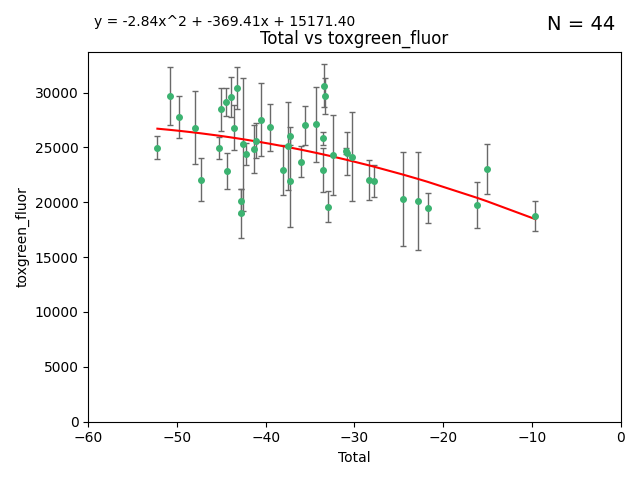 y = -2.84x^2 + -369.41x + 15171.40
N = 44
Total vs toxgreen_fluor
toxgreen_fluor
30000
25000
20000
15000
10000
5000
0
−60
−50
−40
−30
−20
−10
0
Total